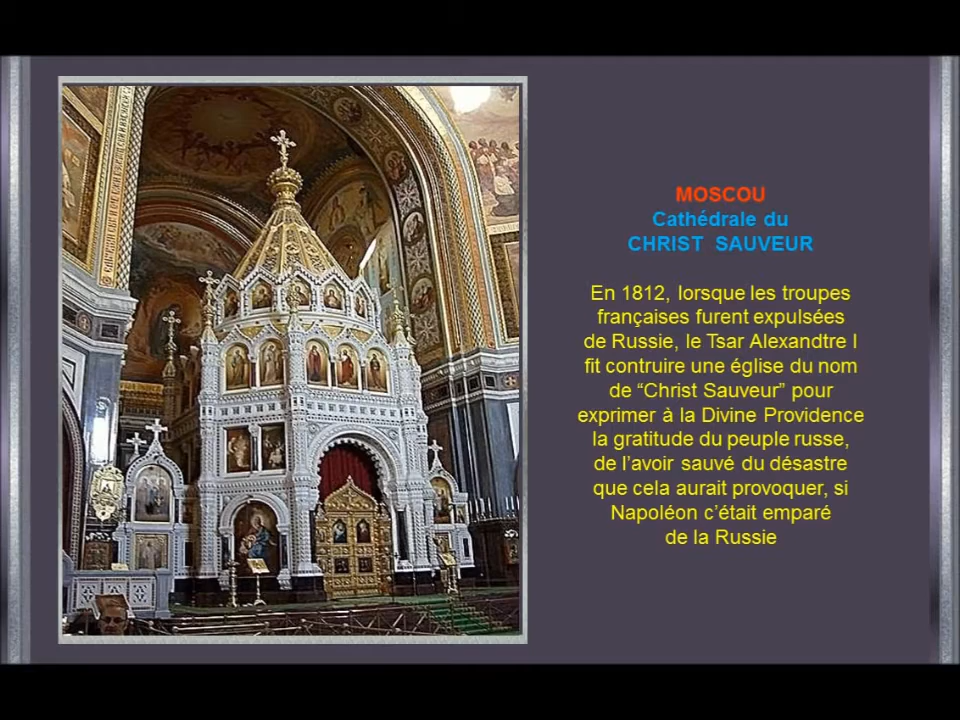 MOSCOU
Cathédrale du
CHRIST SAUVEUR
En 1812, lorsque les troupes
françaises furent expulsées
de Russie, le Tsar Alexandtre I
fit contruire une église du nom
de “Christ Sauveur” pour
exprimer à la Divine Providence
la gratitude du peuple russe,
de l’avoir sauvé du désastre
que cela aurait provoquer, si
Napoléon c’était emparé
de la Russie